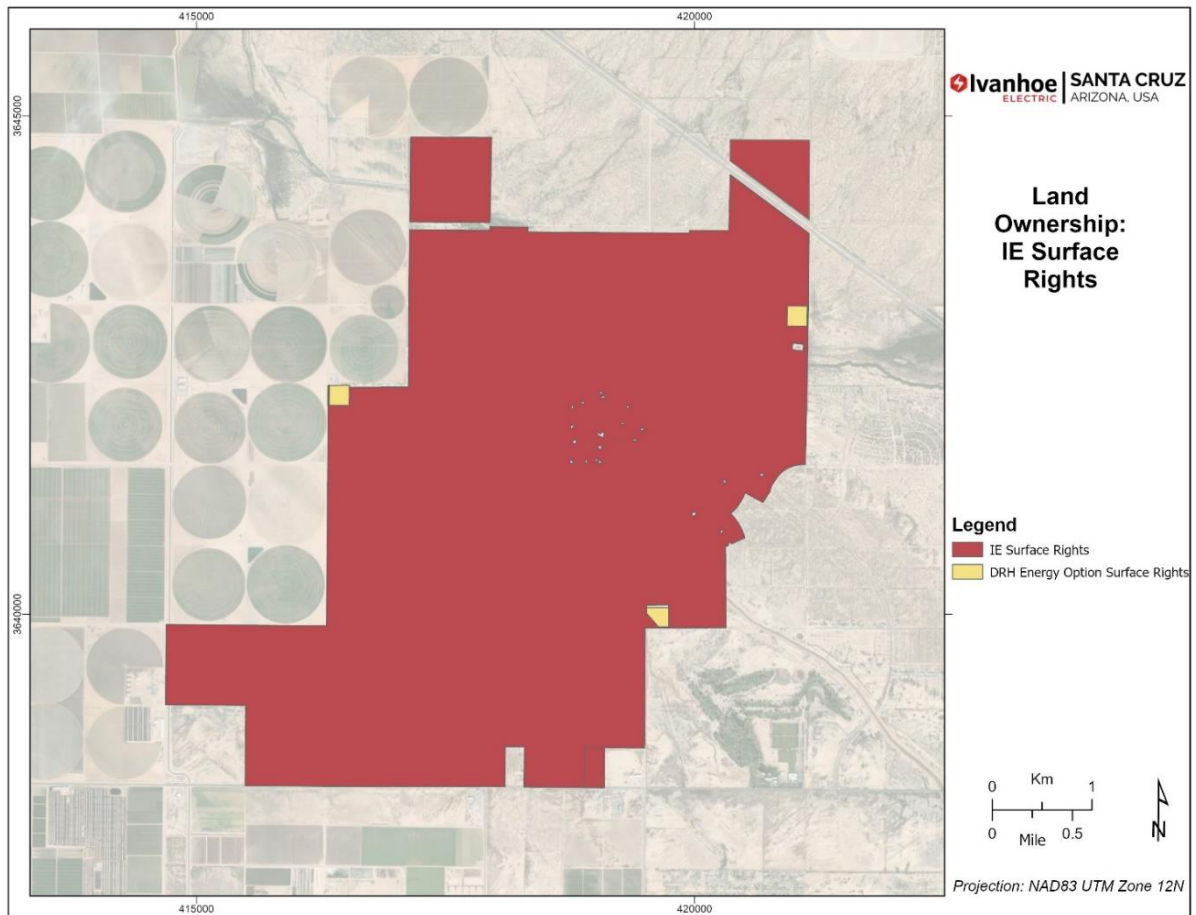 415000
420000
3645000
3640000
Ivanhoe
ELECTRIC
SANTA CRUZ
ARIZONA, USA
Land
Ownership:
IE Surface
Rights
Legend
IE Surface Rights
DRH Energy Option Surface Rights
0 Km 1
0 Mile 0.5
N
Projection: NAD83 UTM Zone 12N
415000
420000